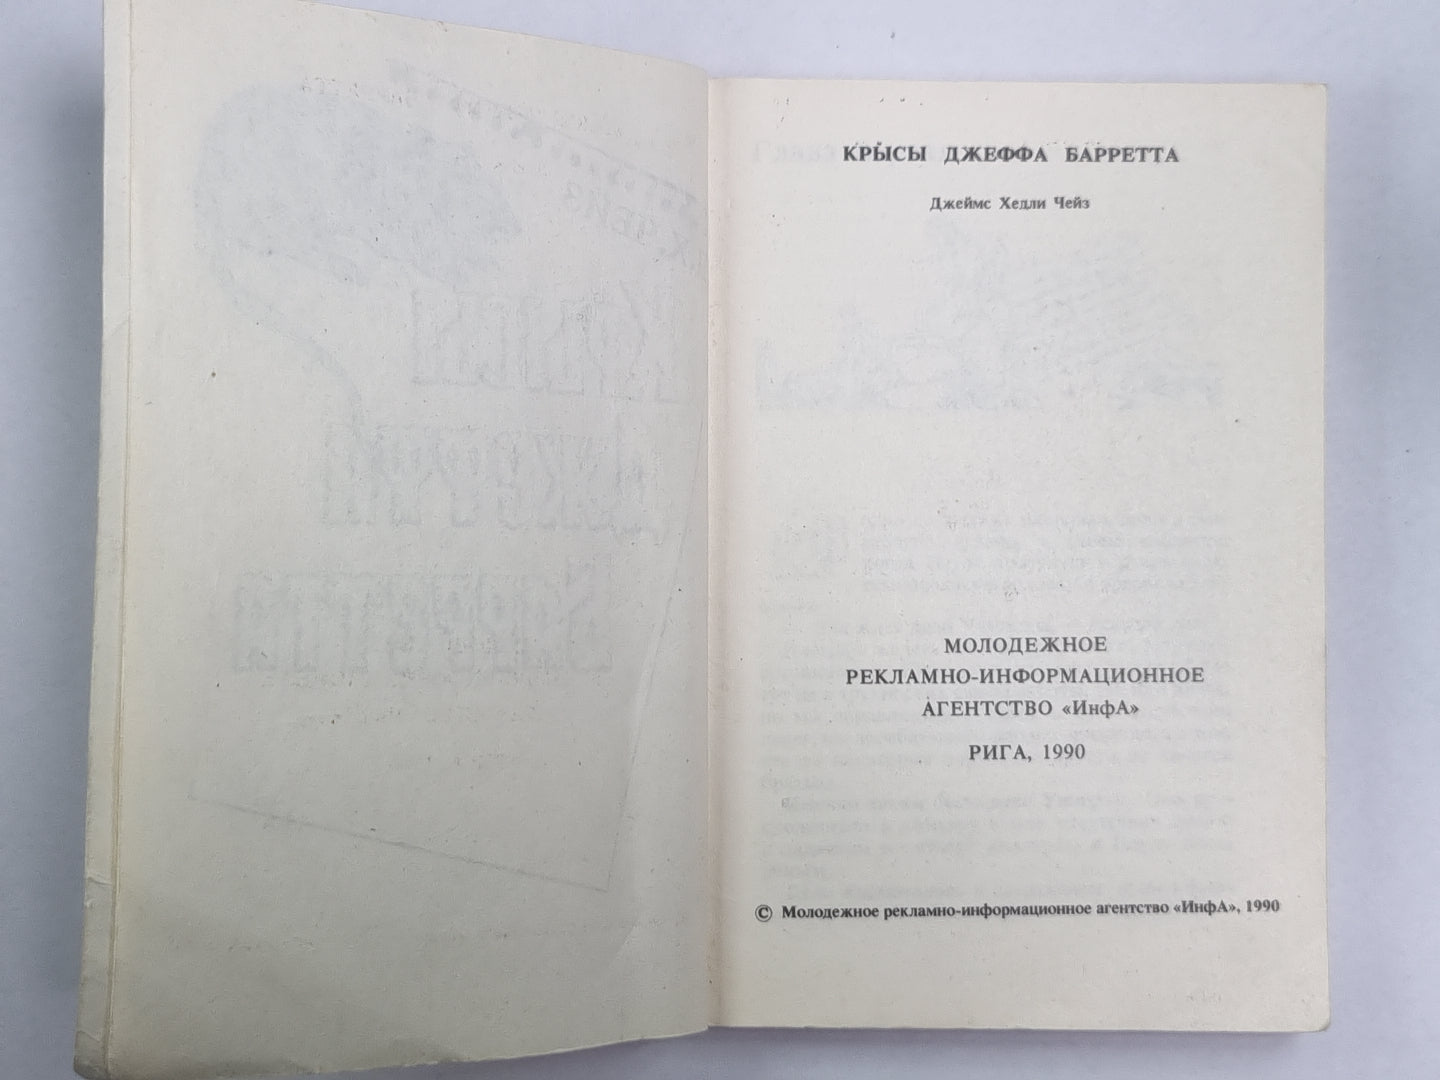 КРЫСЫ ДЖЕФФА БАРРЕТТА
Джеймс Хедли Чейз
МОЛОДЕЖНОЕ
РЕКЛАМНО-ИНФОРМАЦИОННОЕ
АГЕНТСТВО «ИнфА»
РИГА, 1990
© Молодежное рекламно-информационное агентство «ИнфА», 1990